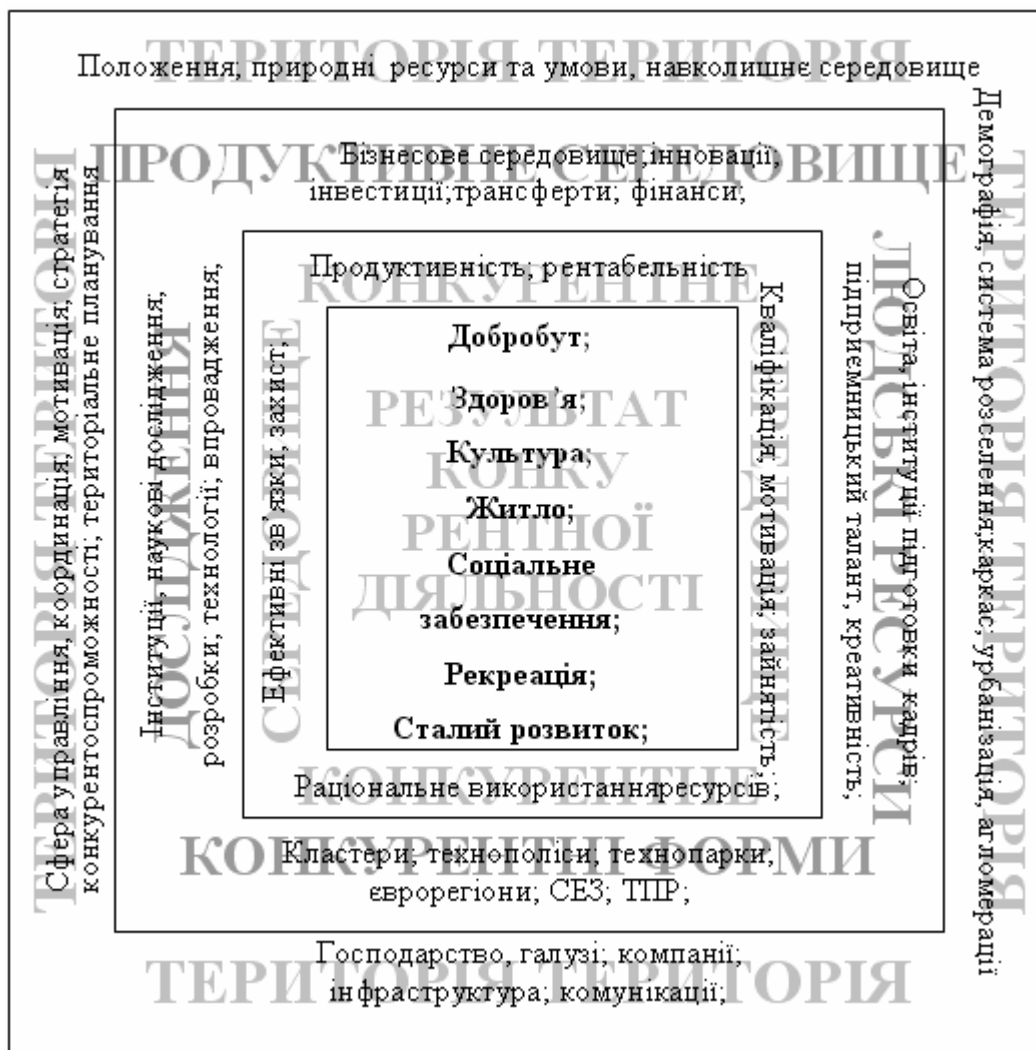 ТЕРИТОРІЯ ТЕРИТОРІЯ
Положення; природні ресурси та умови, навколишнє середовище
ПРОДУКТИВНЕ СЕРЕДОВИЩЕ
Бізнесове середовище;інновації;
інвестиції;трансферти; фінанси;
Продуктивність; рентабельність
КОНКУРЕНТНЕ
ТЕРИТОРІЯ ТЕРИТОРІЯ
Сфера управління, координація; мотивація; стратегія
конкурентоспроможності; територіальне планування
Інституції, наукові дослідження;
ДОСЛІДЖЕННЯ
розробки; технології; впровадження;
Ефективні зв’язки; захист;
СЕРЕДОВИЩЕ
Добробут;
Здоров’я;
РЕЗУЛЬТАТ
Культура;
КОНКУ
Житло;
РЕНТНОЇ
Соціальне
ДІЯЛЬНОСТІ
забезпечення;
Рекреація;
Сталий розвиток;
Кваліфікація; мотивація; зайнятість;
СЕРЕДОВИЩЕ
підприємницький талант, креативність;
ЛЮДСЬКІ РЕСУРСИ
Освіта, інституції підготовки кадрів;
Демографія, система розселення,каркас; урбанізація, агломерації
ТЕРИТОРІЯ ТЕРИТОРІЯ
КОНКУРЕНТНЕ
Раціональне використанняресурсів;
КОНКУРЕНТНІ ФОРМИ
Кластери; технополіси; технопарки;
єврорегіони; СЕЗ; ТПР;
Господарство, галузі; компанії;
ТЕРИТОРІЯ ТЕРИТОРІЯ
інфраструктура; комунікації;